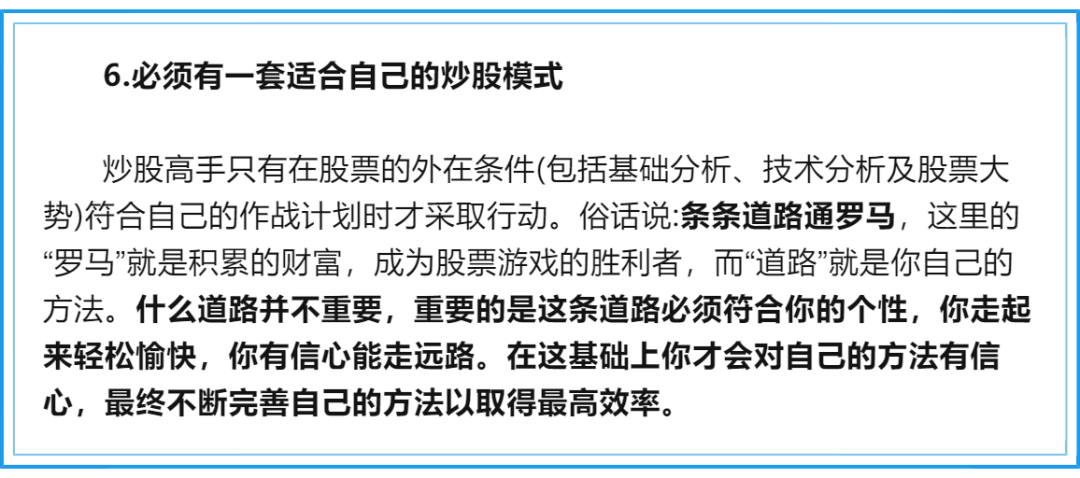 6.必须有一套适合自己的炒股模式
炒股高手只有在股票的外在条件(包括基础分析、技术分析及股票大
势)符合自己的作战计划时才采取行动。俗话说:条条道路通罗马，这里的
“罗马”就是积累的财富，成为股票游戏的胜利者，而“道路”就是你自己的
方法。什么道路并不重要，重要的是这条道路必须符合你的个性，你走起
来轻松愉快，你有信心能走远路。在这基础上你才会对自己的方法有信
心，最终不断完善自己的方法以取得最高效率。